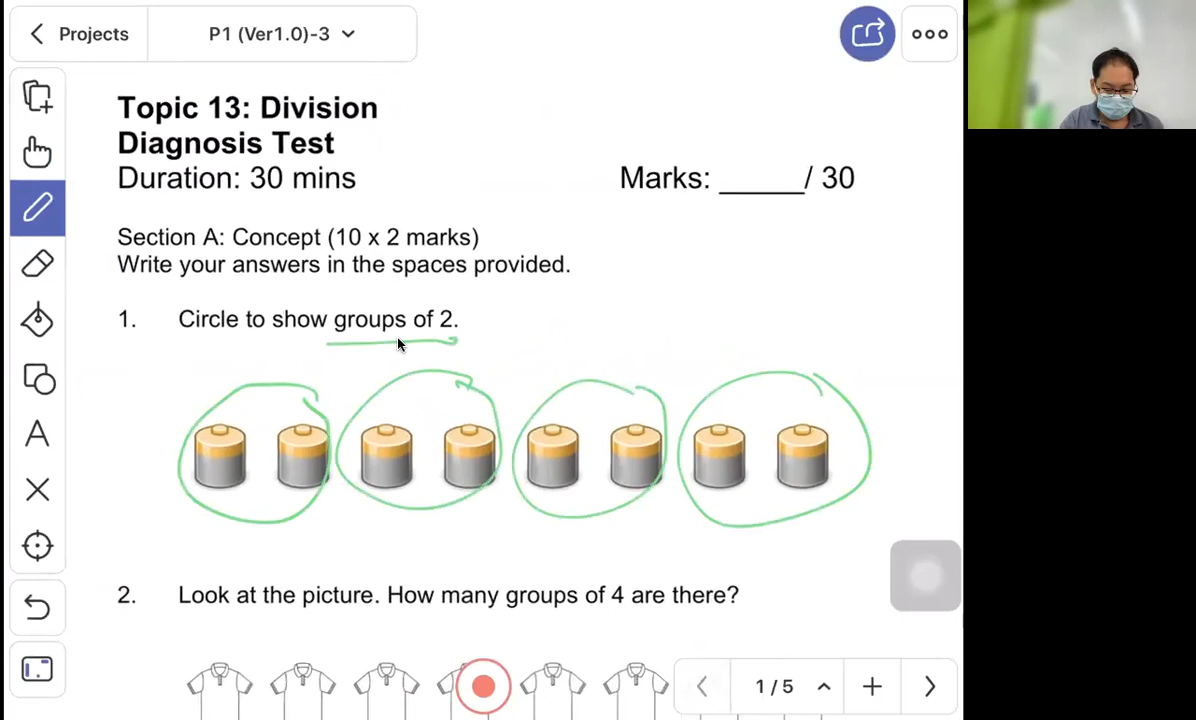 Projects
P1 (Ver1.0)-3
Topic 13: Division
Diagnosis Test
Duration: 30 mins
Marks: ______/ 30
Section A: Concept (10 x 2 marks)
Write your answers in the spaces provided.
1. Circle to show groups of 2.
2. Look at the picture. How many groups of 4 are there?
1 / 5